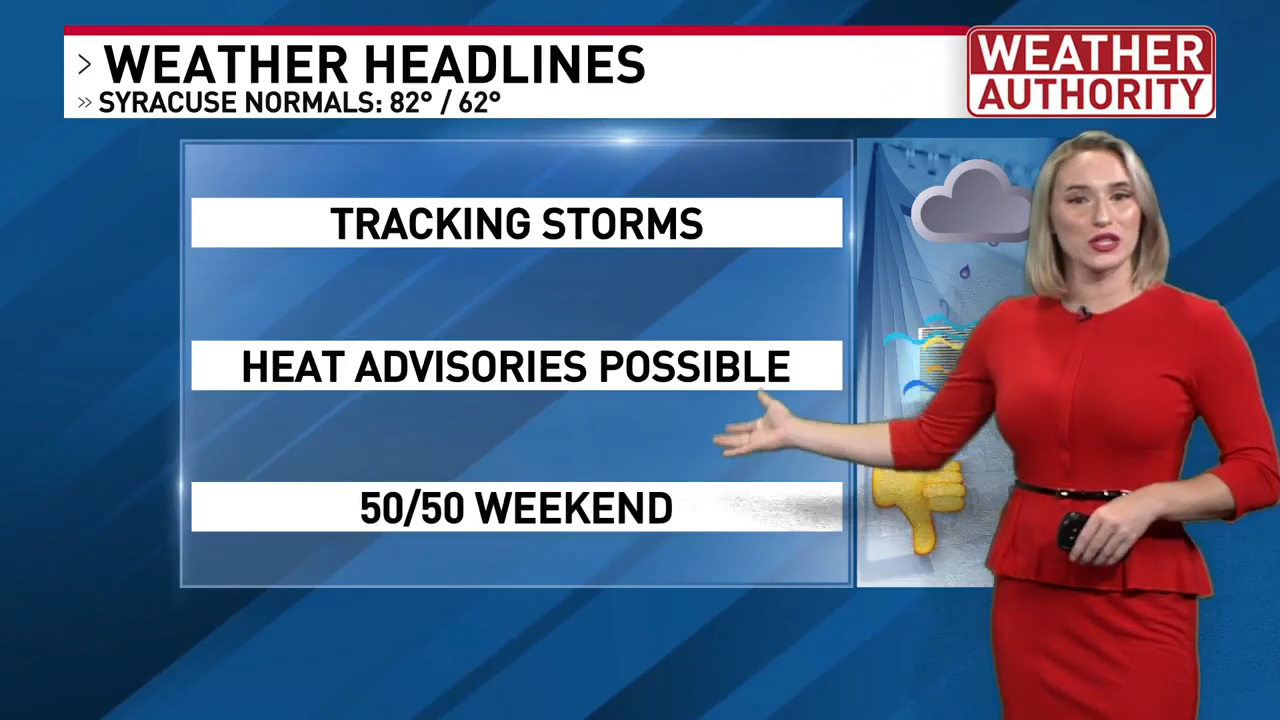 > WEATHER HEADLINES
» SYRACUSE NORMALS: 82° / 62°
WEATHER
AUTHORITY
TRACKING STORMS
HEAT ADVISORIES POSSIBLE
50/50 WEEKEND